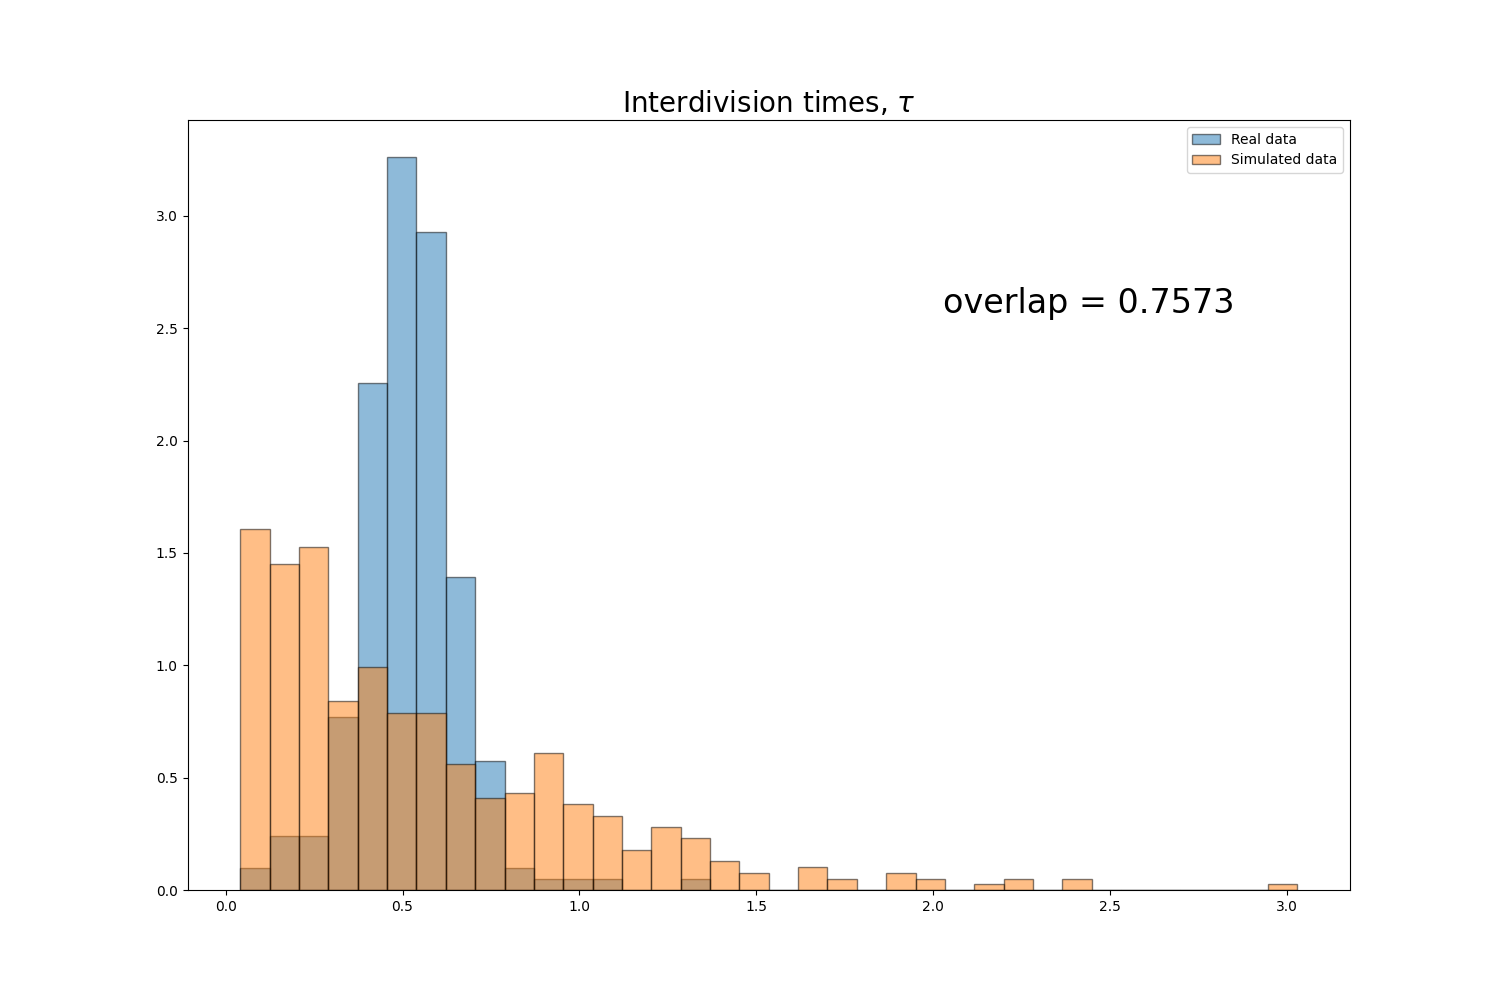 Interdivision times, τ
Real data
Simulated data
overlap = 0.7573
3.0
2.5
2.0
1.5
1.0
0.5
0.0
0.0 0.5 1.0 1.5 2.0 2.5 3.0